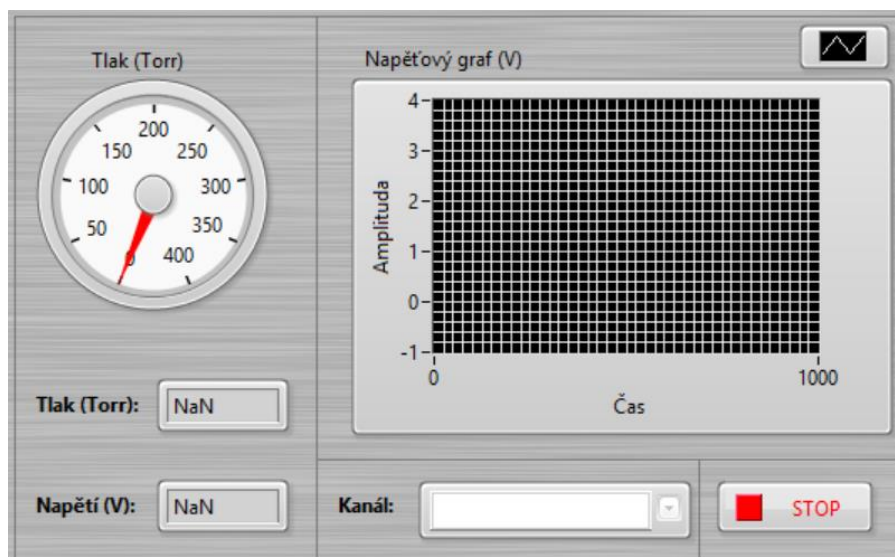 Tlak (Torr)
200
150 250
100 300
50 350
0 400
Tlak (Torr): NaN
Napětí (V): NaN
Napěťový graf (V)
4
3
2
1
0
-1
Amplituda
0 1000
Čas
Kanál:
STOP